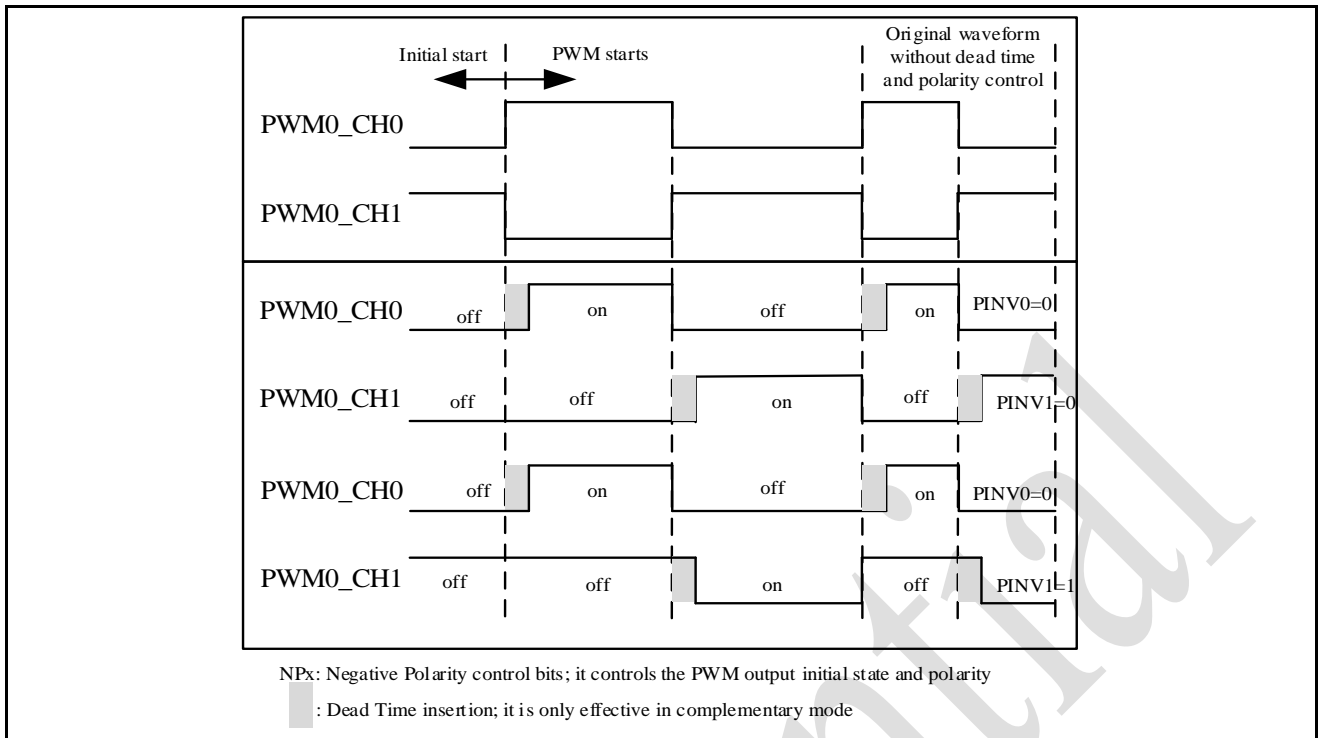 Initial start
PWM starts
Original waveform
without dead time
and polarity control
PWM0_CH0
PWM0_CH1
PWM0_CH0
off
on
off
on
PINV0=0
PWM0_CH1
off
off
on
off
PINV1=0
PWM0_CH0
off
on
off
on
PINV0=0
PWM0_CH1
off
off
on
off
PINV1=1
NPx: Negative Polarity control bits; it controls the PWM output initial state and polarity
: Dead Time insertion; it is only effective in complementary mode
ntial